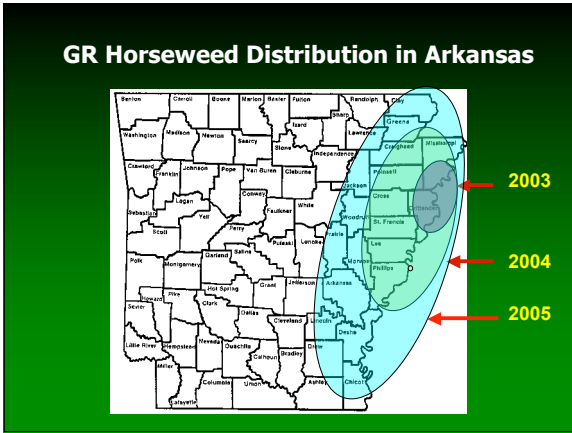 GR Horseweed Distribution in Arkansas
Benton Carroll Boone Marion Baxter Fulton Randolph Clay
Sharp
Greene
Izard Lawrence
Washington Madison Newton Searcy Stone Independence Craighead Mississippi
Crawford Franklin Johnson Pope Van Buren Cleburne Jackson Poinsett
Logan Conway White Cross Crittenden
Sebastian Yell Faulkner Woodruff St. Francis
Scott Perry Pulaski Lonoke Prairie Lee
Polk Montgomery Garland Saline Monroe Phillips
Hot Spring Grant Jefferson Arkansas
Howard Pike Clark Dallas Cleveland Lincoln Desha
Sevier
Little River Hempstead Nevada Ouachita Calhoun Bradley Drew
Miller Columbia Union Ashley Chicot
Lafayette
2003
2004
2005